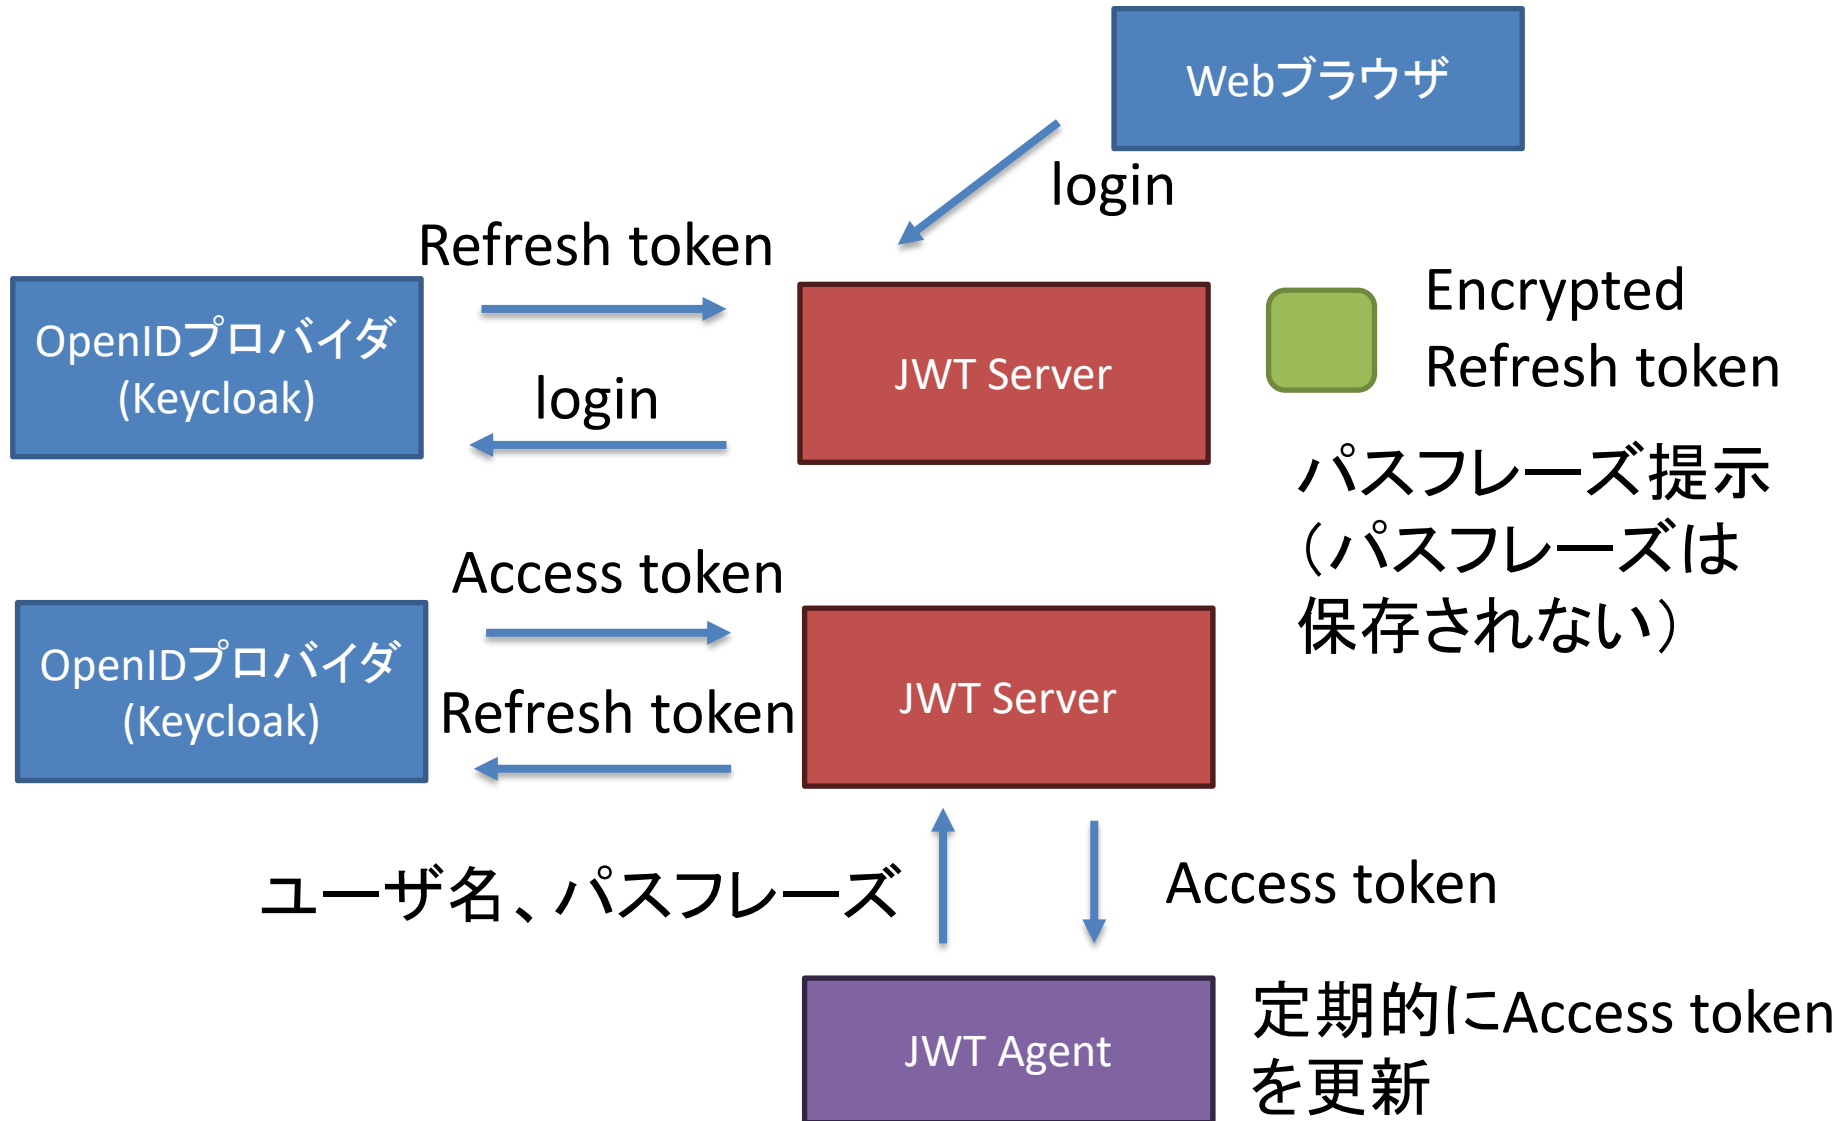 Webブラウザ
login
Refresh token
OpenIDプロバイダ
(Keycloak)
login
JWT Server
Encrypted
Refresh token
パスフレーズ提示
（パスフレーズは
保存されない）
Access token
OpenIDプロバイダ
(Keycloak)
Refresh token
JWT Server
ユーザ名、パスフレーズ
Access token
JWT Agent
定期的にAccess token
を更新